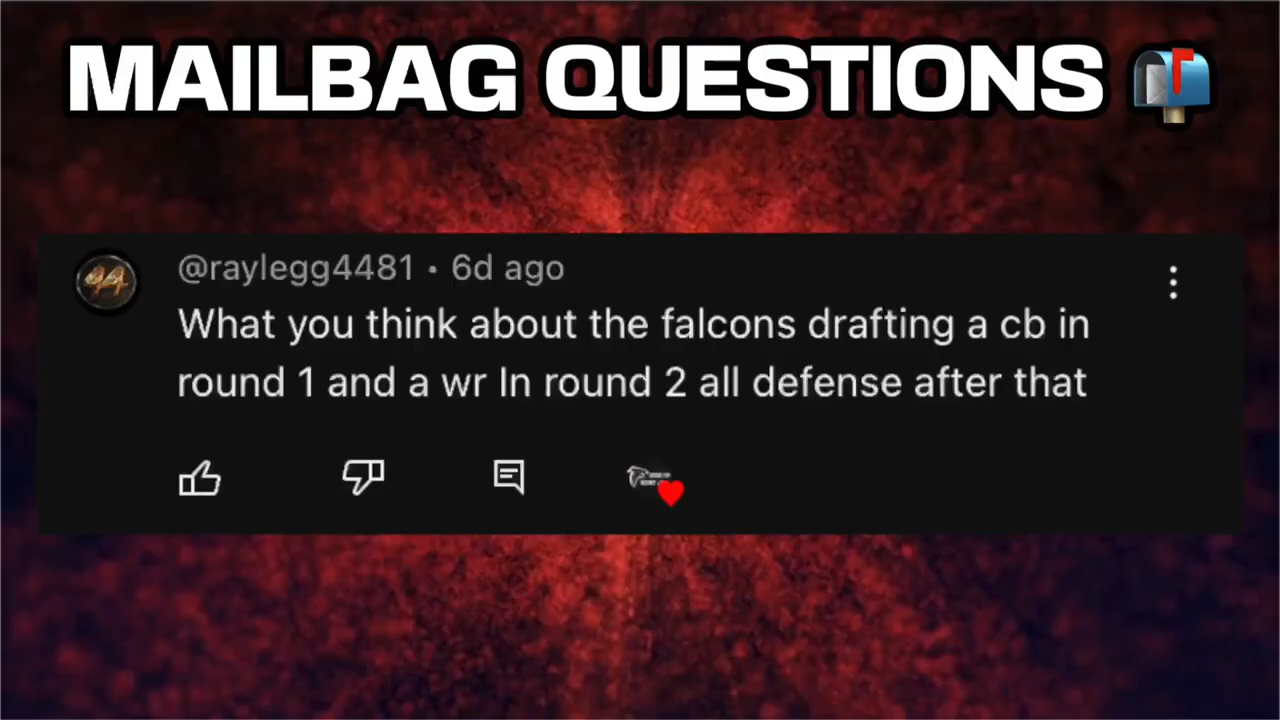 MAILBAG QUESTIONS
@raylegg4481 • 6d ago
What you think about the falcons drafting a cb in
round 1 and a wr In round 2 all defense after that